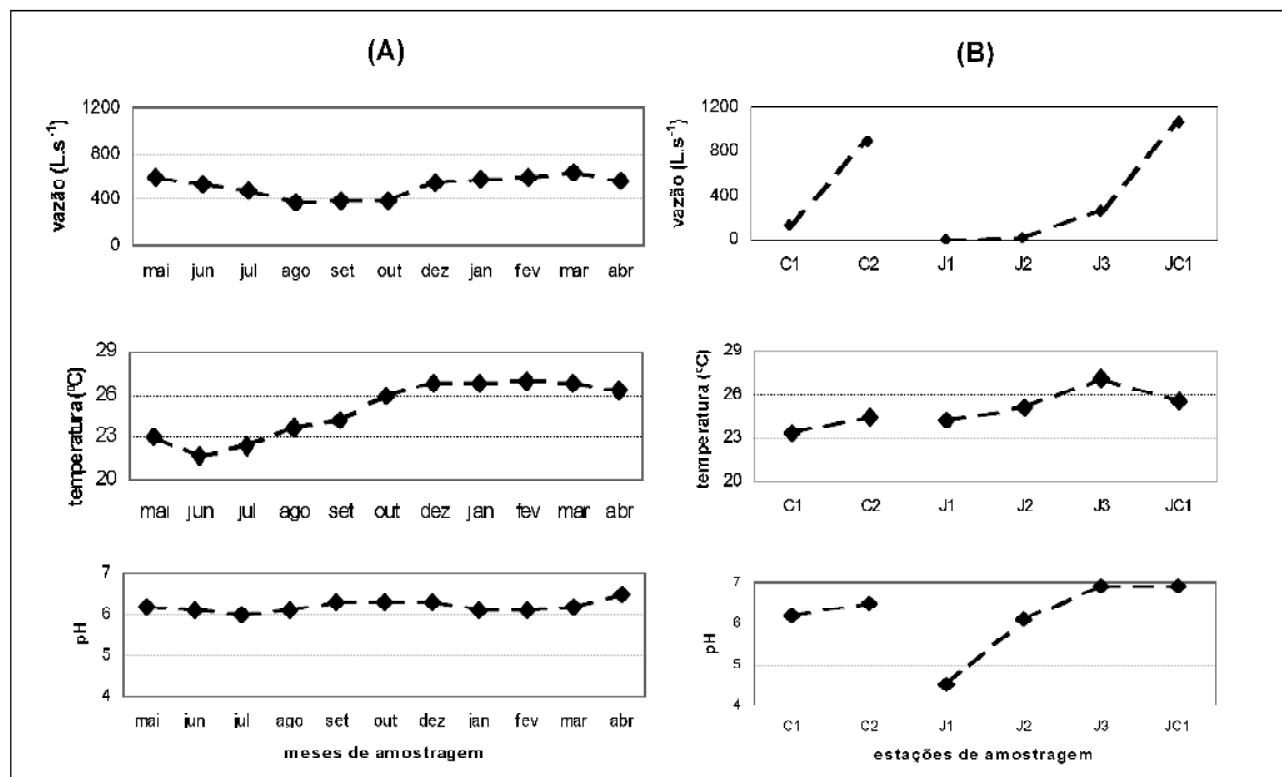 (A)
vazão (L.s⁻¹)
1200
800
400
0
mai jun jul ago set out dez jan fev mar abr
temperatura (ºC)
29
26
23
20
mai jun jul ago set out dez jan fev mar abr
pH
7
6
5
4
mai jun jul ago set out dez jan fev mar abr
meses de amostragem
(B)
vazão (L.s⁻¹)
1200
800
400
0
C1 C2 J1 J2 J3 JC1
temperatura (ºC)
29
26
23
20
C1 C2 J1 J2 J3 JC1
pH
7
6
5
4
C1 C2 J1 J2 J3 JC1
estações de amostragem